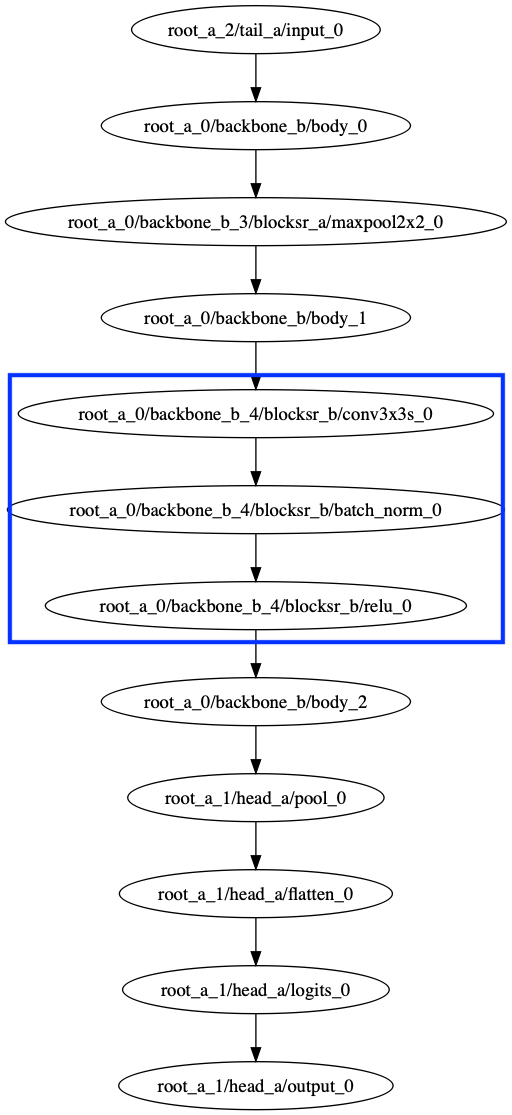 root_a_2/tail_a/input_0
root_a_0/backbone_b/body_0
root_a_0/backbone_b_3/blocksr_a/maxpool2x2_0
root_a_0/backbone_b/body_1
root_a_0/backbone_b_4/blocksr_b/conv3x3s_0
root_a_0/backbone_b_4/blocksr_b/batch_norm_0
root_a_0/backbone_b_4/blocksr_b/relu_0
root_a_0/backbone_b/body_2
root_a_1/head_a/pool_0
root_a_1/head_a/flatten_0
root_a_1/head_a/logits_0
root_a_1/head_a/output_0